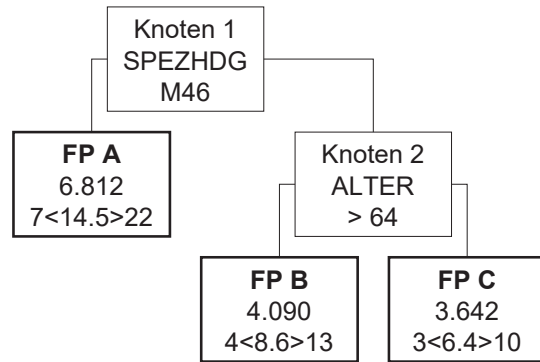 Knoten 1
SPEZHDG
M46
FP A
6.812
7<14.5>22
Knoten 2
ALTER
> 64
FP B
4.090
4<8.6>13
FP C
3.642
3<6.4>10